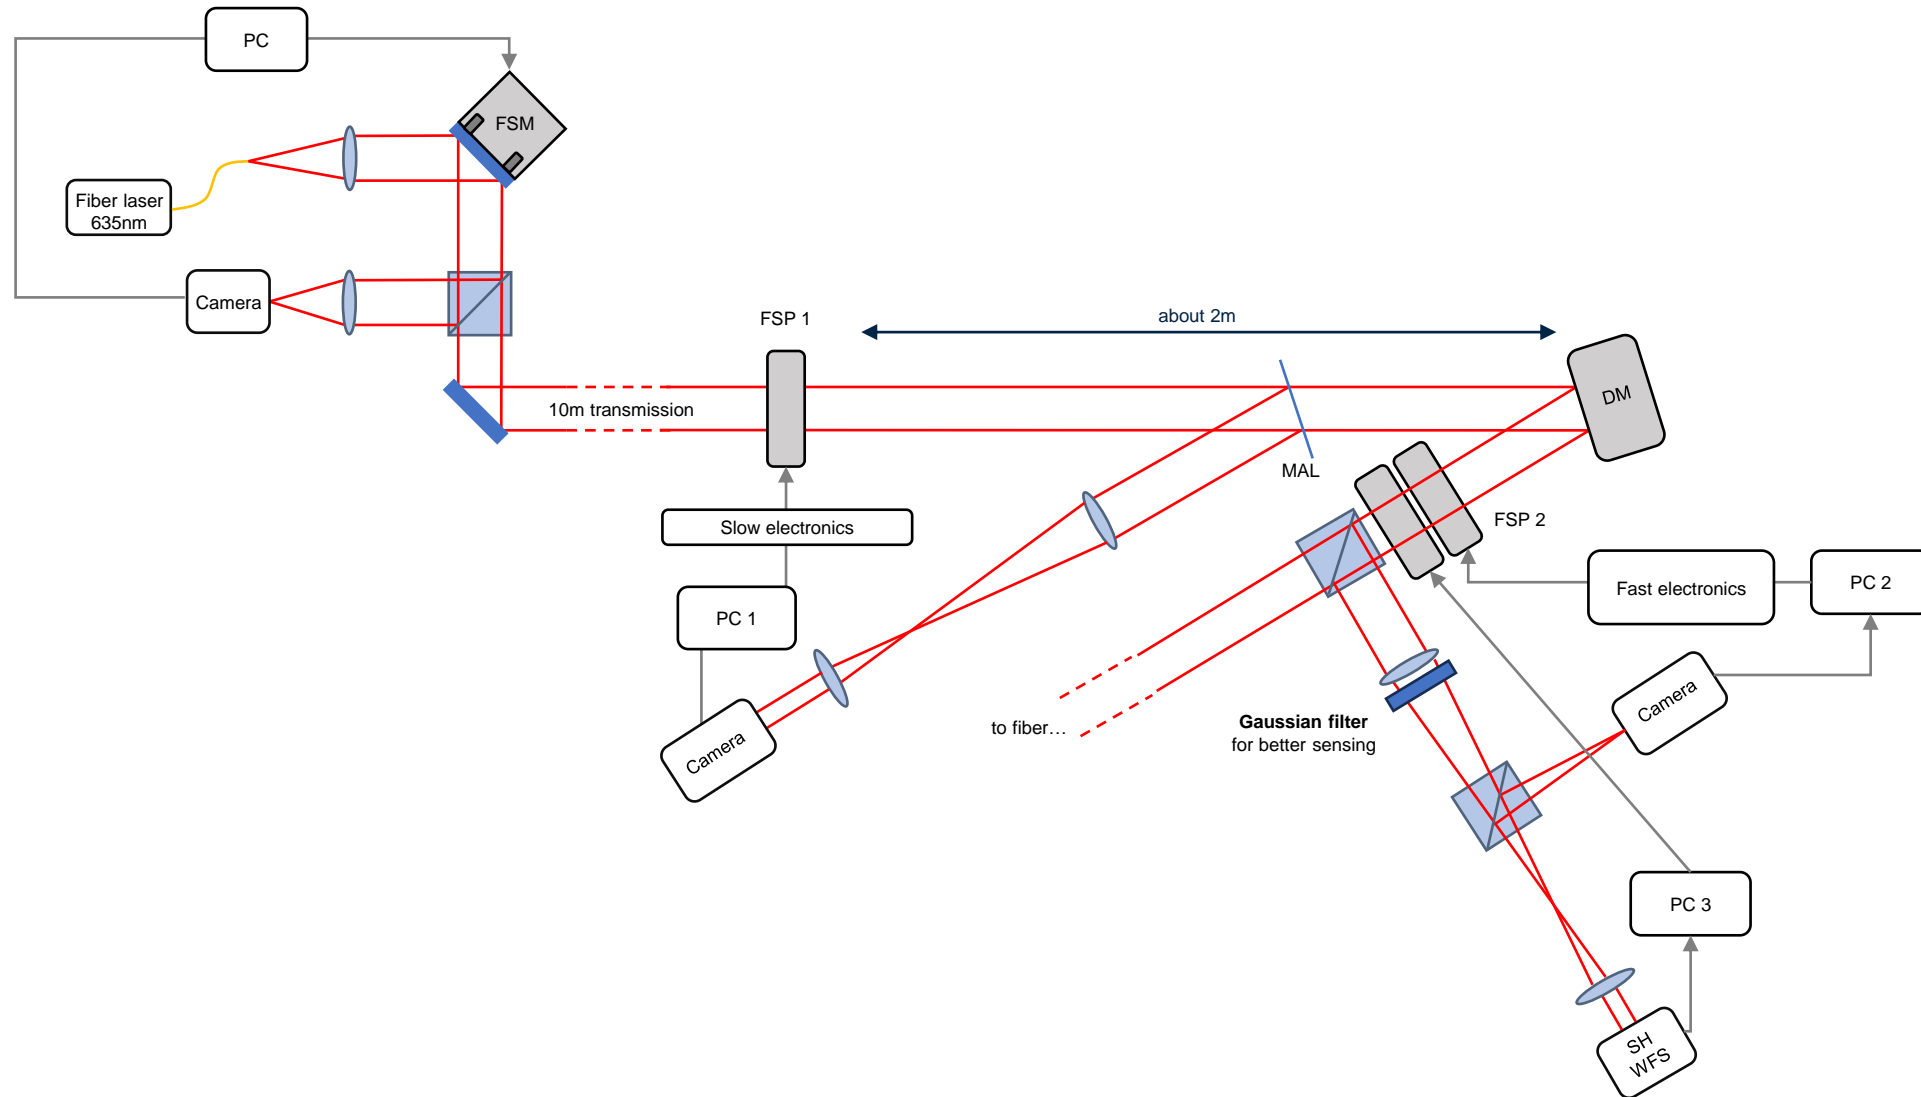 PC
FSM
Fiber laser
635nm
Camera
FSP 1
about 2m
10m transmission
DM
MAL
FSP 2
Slow electronics
Fast electronics
PC 2
PC 1
Camera
Camera
to fiber…
Gaussian filter
for better sensing
PC 3
SH
WFS